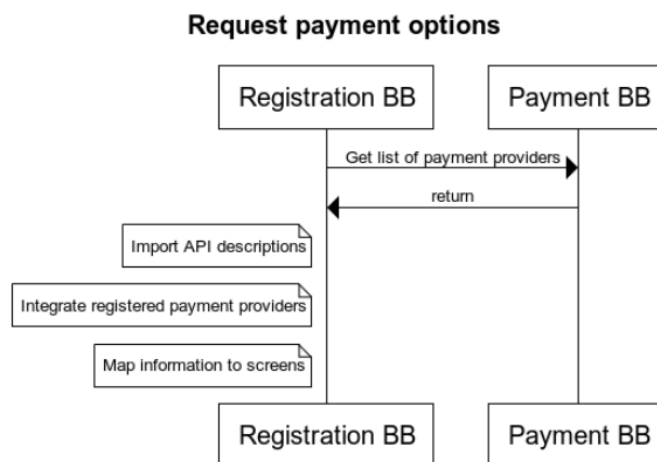 Request payment options
Registration BB
Payment BB
Get list of payment providers
return
Import API descriptions
Integrate registered payment providers
Map information to screens
Registration BB
Payment BB